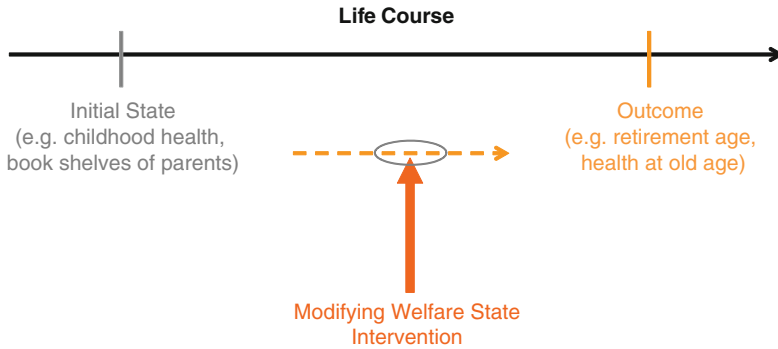 Life Course
Initial State
(e.g. childhood health,
book shelves of parents)
Outcome
(e.g. retirement age,
health at old age)
Modifying Welfare State
Intervention